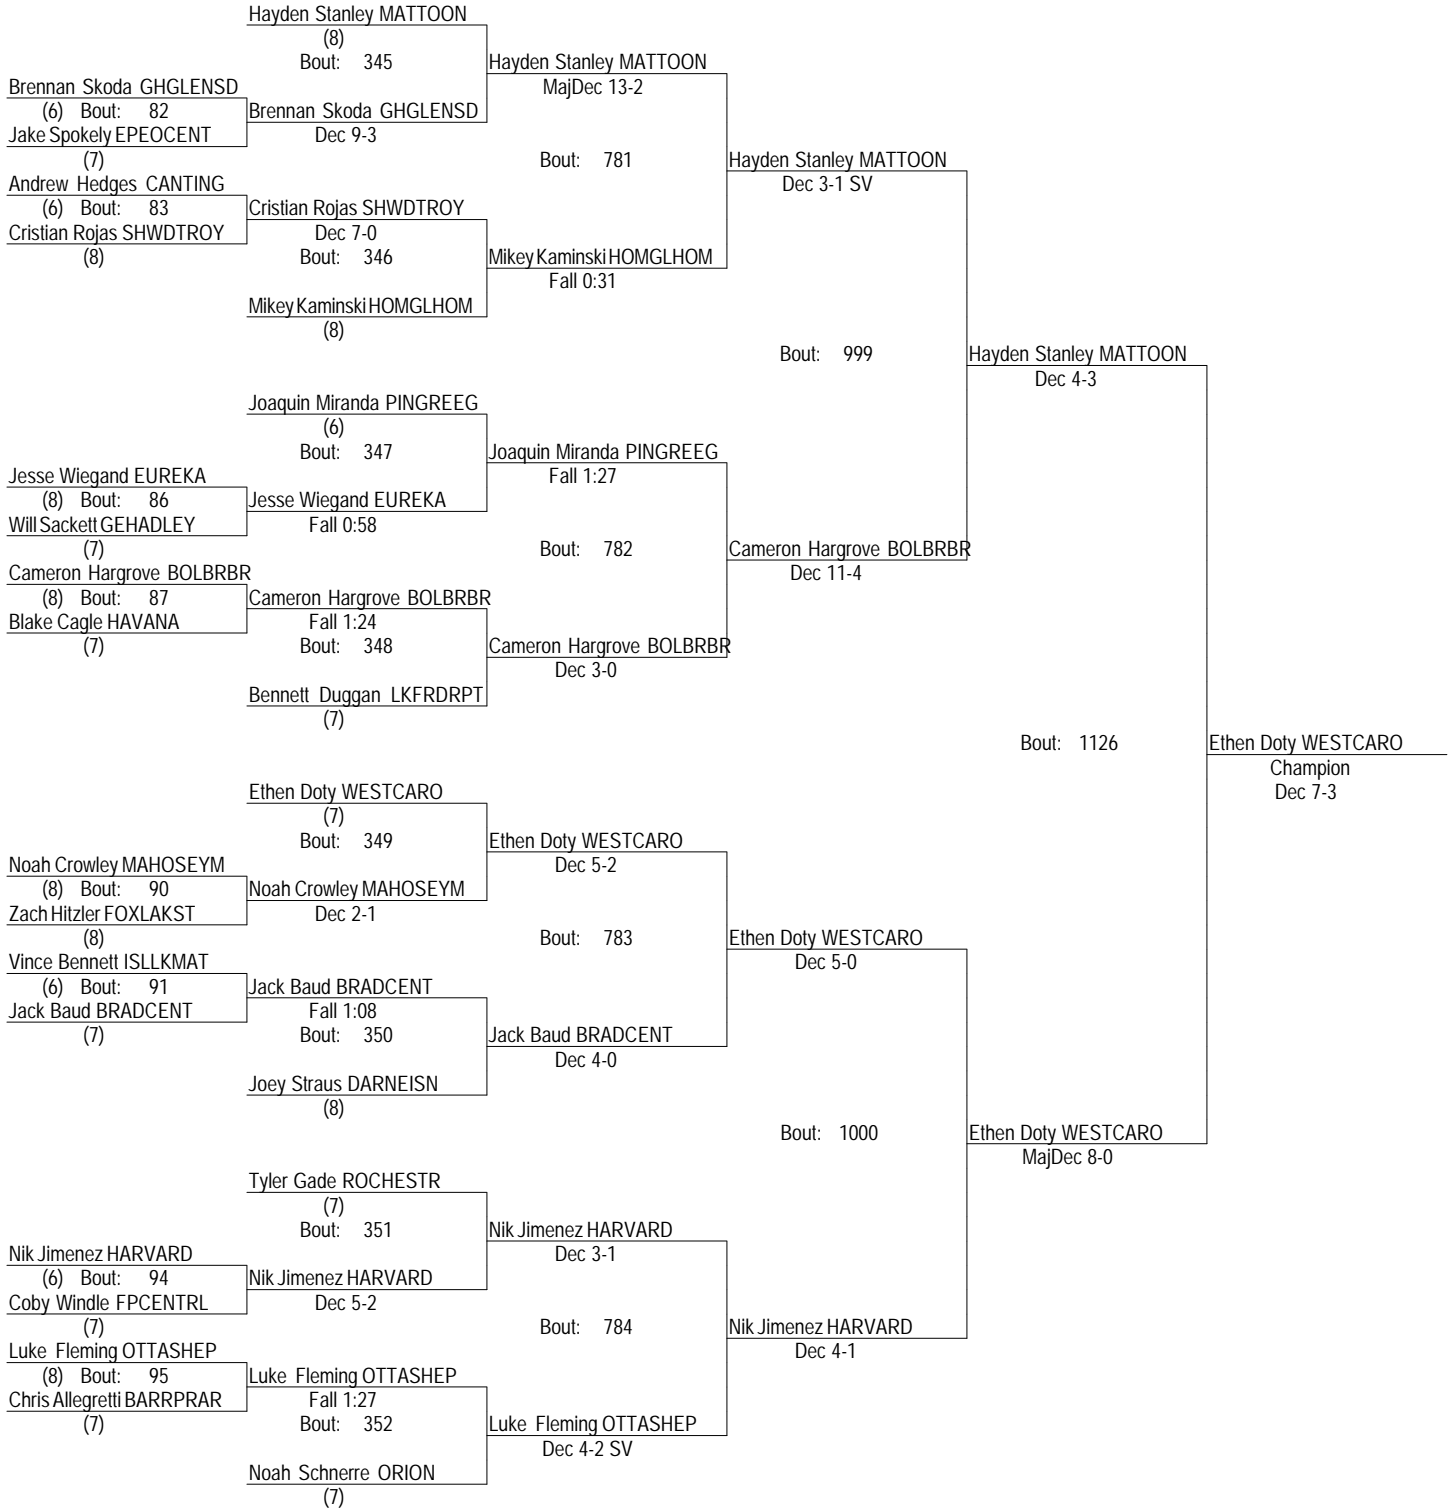 Hayden Stanley MATTOON
(8)
Bout: 345
Hayden Stanley MATTOON
MajDec 13-2
Brennan Skoda GHGLENSD
(6) Bout: 82
Brennan Skoda GHGLENSD
Jake Spokely EPEOCENT
Dec 9-3
(7)
Bout: 781
Hayden Stanley MATTOON
Dec 3-1 SV
Andrew Hedges CANTING
(6) Bout: 83
Cristian Rojas SHWDTROY
Cristian Rojas SHWDTROY
Dec 7-0
(8)
Bout: 346
Mikey Kaminski HOMGLHOM
Fall 0:31
Mikey Kaminski HOMGLHOM
(8)
Bout: 999
Hayden Stanley MATTOON
Dec 4-3
Joaquin Miranda PINGREEG
(6)
Bout: 347
Joaquin Miranda PINGREEG
Fall 1:27
Jesse Wiegand EUREKA
(8) Bout: 86
Jesse Wiegand EUREKA
Will Sackett GEHADLEY
Fall 0:58
(7)
Bout: 782
Cameron Hargrove BOLBRBR
Dec 11-4
Cameron Hargrove BOLBRBR
(8) Bout: 87
Cameron Hargrove BOLBRBR
Blake Cagle HAVANA
Fall 1:24
(7)
Bout: 348
Cameron Hargrove BOLBRBR
Dec 3-0
Bennett Duggan LKFRDRPT
(7)
Bout: 1126
Ethen Doty WESTCARO
Champion
Dec 7-3
Ethen Doty WESTCARO
(7)
Bout: 349
Ethen Doty WESTCARO
Dec 5-2
Noah Crowley MAHOSEYM
(8) Bout: 90
Noah Crowley MAHOSEYM
Zach Hitzler FOXLAKST
Dec 2-1
(8)
Bout: 783
Ethen Doty WESTCARO
Dec 5-0
Vince Bennett ISLLKMAT
(6) Bout: 91
Jack Baud BRADCENT
Jack Baud BRADCENT
Fall 1:08
(7)
Bout: 350
Jack Baud BRADCENT
Dec 4-0
Joey Straus DARNEISN
(8)
Bout: 1000
Ethen Doty WESTCARO
MajDec 8-0
Tyler Gade ROCHESTR
(7)
Bout: 351
Nik Jimenez HARVARD
Dec 3-1
Nik Jimenez HARVARD
(6) Bout: 94
Nik Jimenez HARVARD
Coby Windle FPCENTRL
Dec 5-2
(7)
Bout: 784
Nik Jimenez HARVARD
Dec 4-1
Luke Fleming OTTASHEP
(8) Bout: 95
Luke Fleming OTTASHEP
Chris Allegretti BARRPRAR
Fall 1:27
(7)
Bout: 352
Luke Fleming OTTASHEP
Dec 4-2 SV
Noah Schnerre ORION
(7)